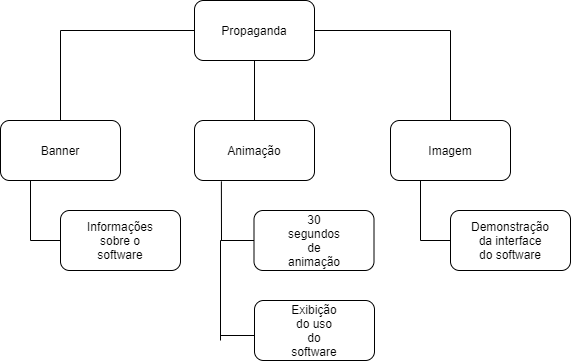 Propaganda
Banner
Animação
Imagem
Informações
sobre o
software
30
segundos
de
animação
Demonstração
da interface
do software
Exibição
do uso
do
software